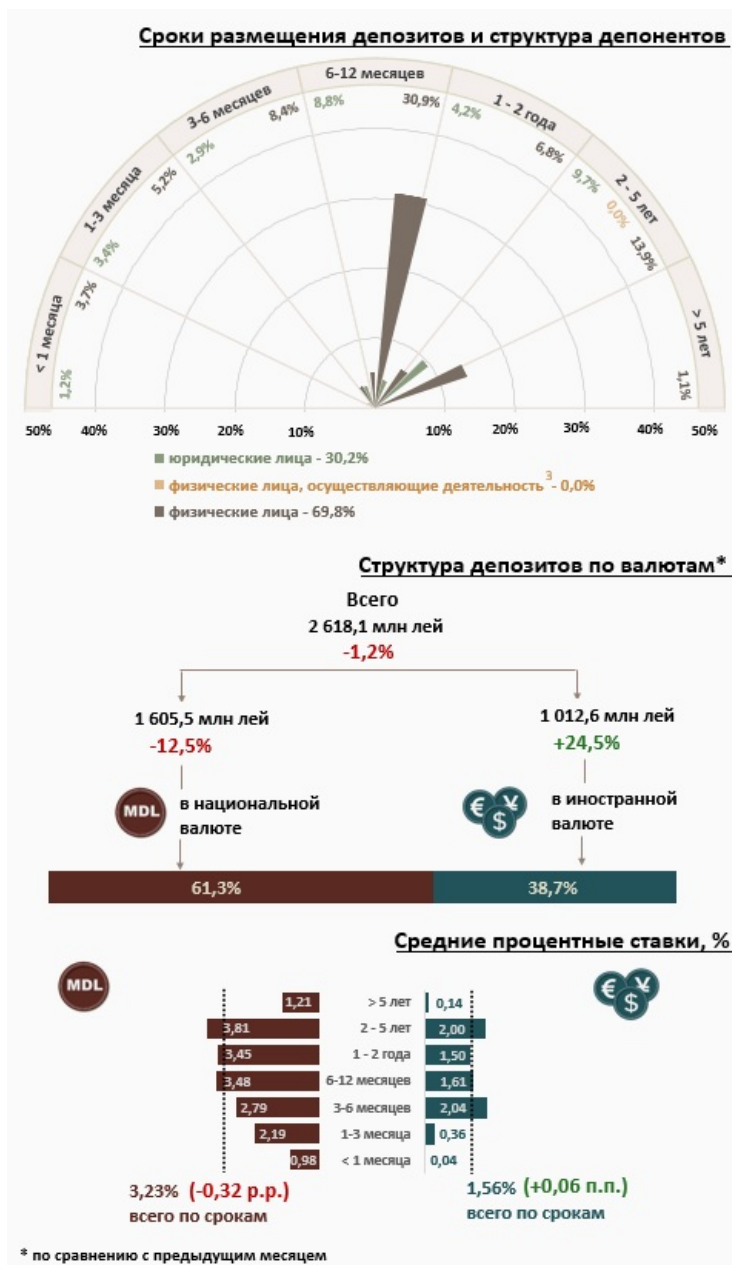 Сроки размещения депозитов и структура депонентов
< 1 месяца
1-3 месяца
3-6 месяцев
6-12 месяцев
1 - 2 года
2 - 5 лет
> 5 лет
1,2%
3,7%
3,4%
5,2%
2,9%
8,4%
8,8%
30,9%
4,2%
6,8%
9,7%
0,0%
13,9%
1,1%
50% 40% 30% 20% 10% 10% 20% 30% 40% 50%
юридические лица - 30,2%
физические лица, осуществляющие деятельность 3 - 0,0%
физические лица - 69,8%
Структура депозитов по валютам*
Всего
2 618,1 млн лей
-1,2%
1 605,5 млн лей
-12,5%
1 012,6 млн лей
+24,5%
MDL
в национальной
валюте
€ ¥ $
в иностранной
валюте
61,3% 38,7%
Средние процентные ставки, %
MDL
€ ¥ $
1,21 > 5 лет 0,14
3,81 2 - 5 лет 2,00
3,45 1 - 2 года 1,50
3,48 6-12 месяцев 1,61
2,79 3-6 месяцев 2,04
2,19 1-3 месяца 0,36
0,98 < 1 месяца 0,04
3,23% (-0,32 p.p.)
всего по срокам
1,56% (+0,06 п.п.)
всего по срокам
* по сравнению с предыдущим месяцем